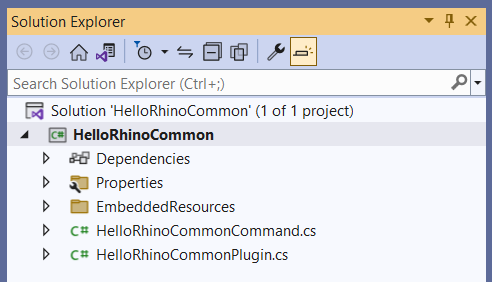 Solution Explorer
Search Solution Explorer (Ctrl+;)
Solution 'HelloRhinoCommon' (1 of 1 project)
C# HelloRhinoCommon
Dependencies
Properties
EmbeddedResources
C# HelloRhinoCommonCommand.cs
C# HelloRhinoCommonPlugin.cs